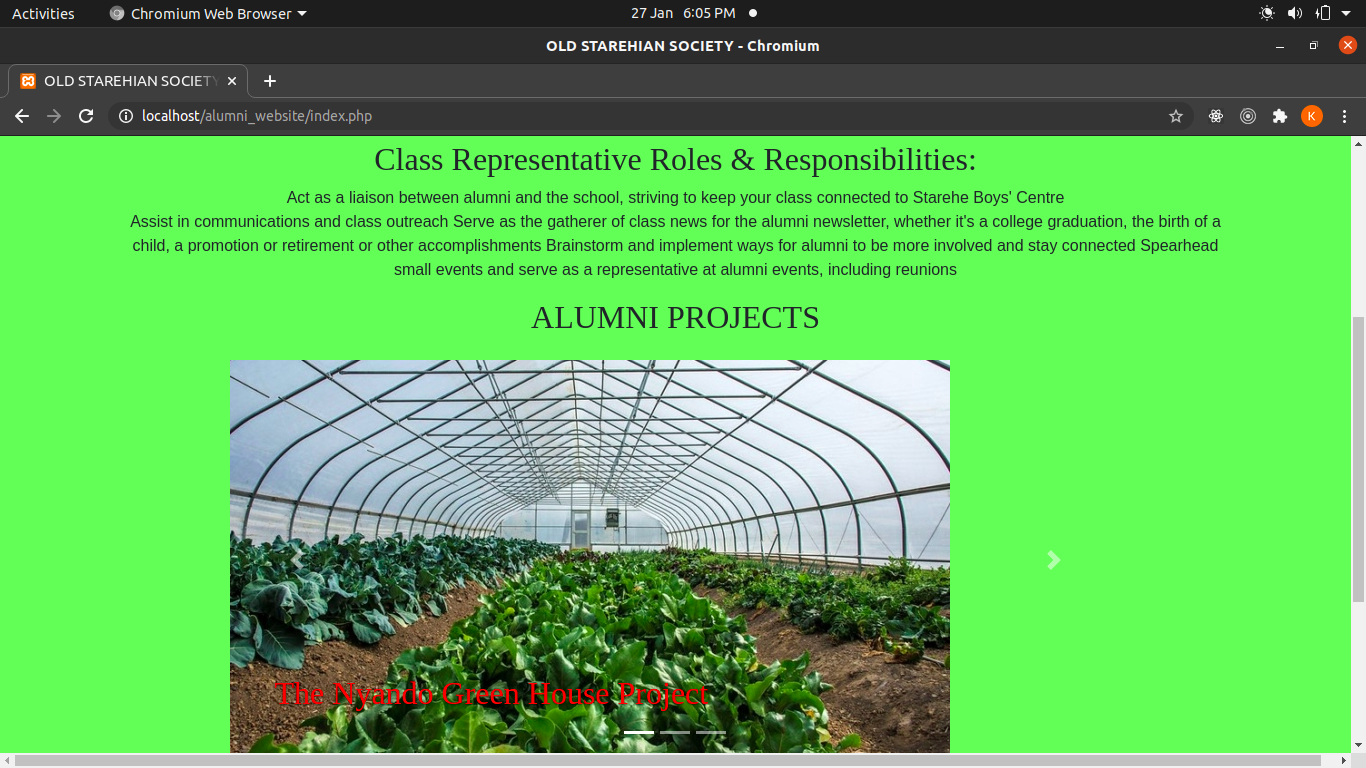 Activities
Chromium Web Browser
27 Jan 6:05 PM
OLD STAREHIAN SOCIETY - Chromium
OLD STAREHIAN SOCIETY
localhost/alumni_website/index.php
K
Class Representative Roles & Responsibilities:
Act as a liaison between alumni and the school, striving to keep your class connected to Starehe Boys' Centre
Assist in communications and class outreach Serve as the gatherer of class news for the alumni newsletter, whether it's a college graduation, the birth of a
child, a promotion or retirement or other accomplishments Brainstorm and implement ways for alumni to be more involved and stay connected Spearhead
small events and serve as a representative at alumni events, including reunions
ALUMNI PROJECTS
The Nyando Green House Project